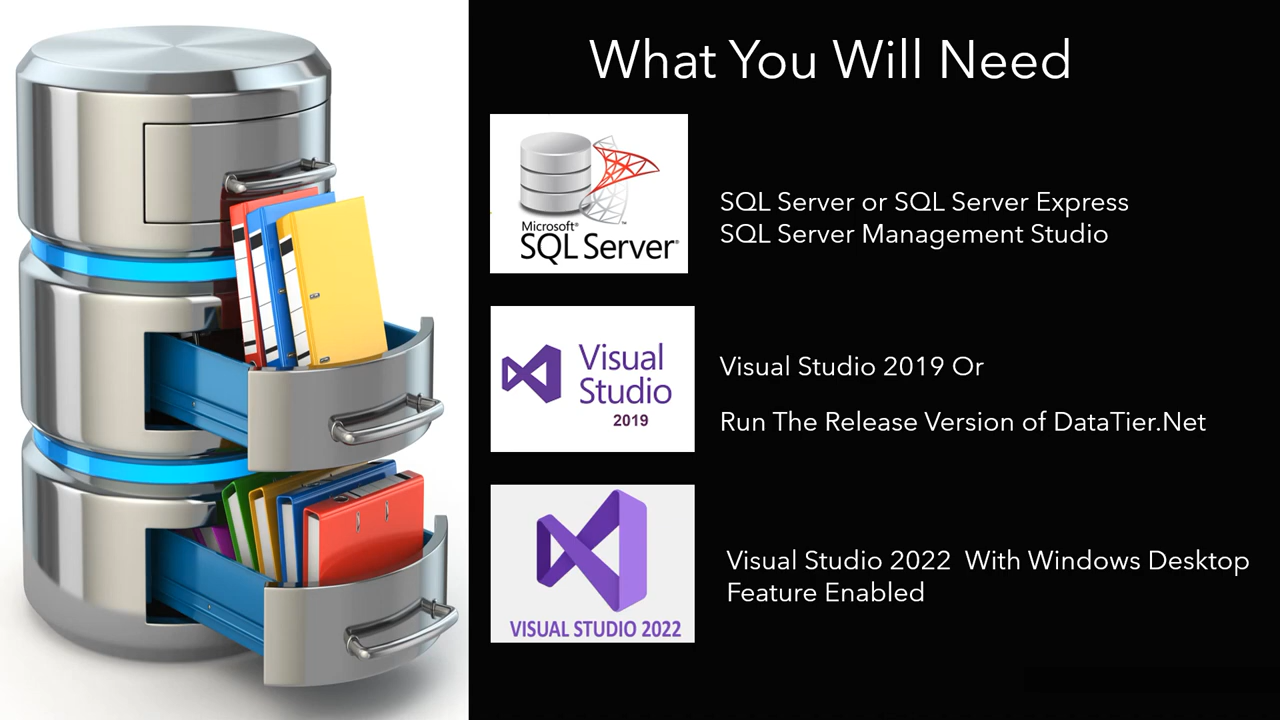 What You Will Need
Microsoft®
SQL Server®
SQL Server or SQL Server Express
SQL Server Management Studio
Visual
Studio
2019
Visual Studio 2019 Or
Run The Release Version of DataTier.Net
VISUAL STUDIO 2022
Visual Studio 2022 With Windows Desktop
Feature Enabled